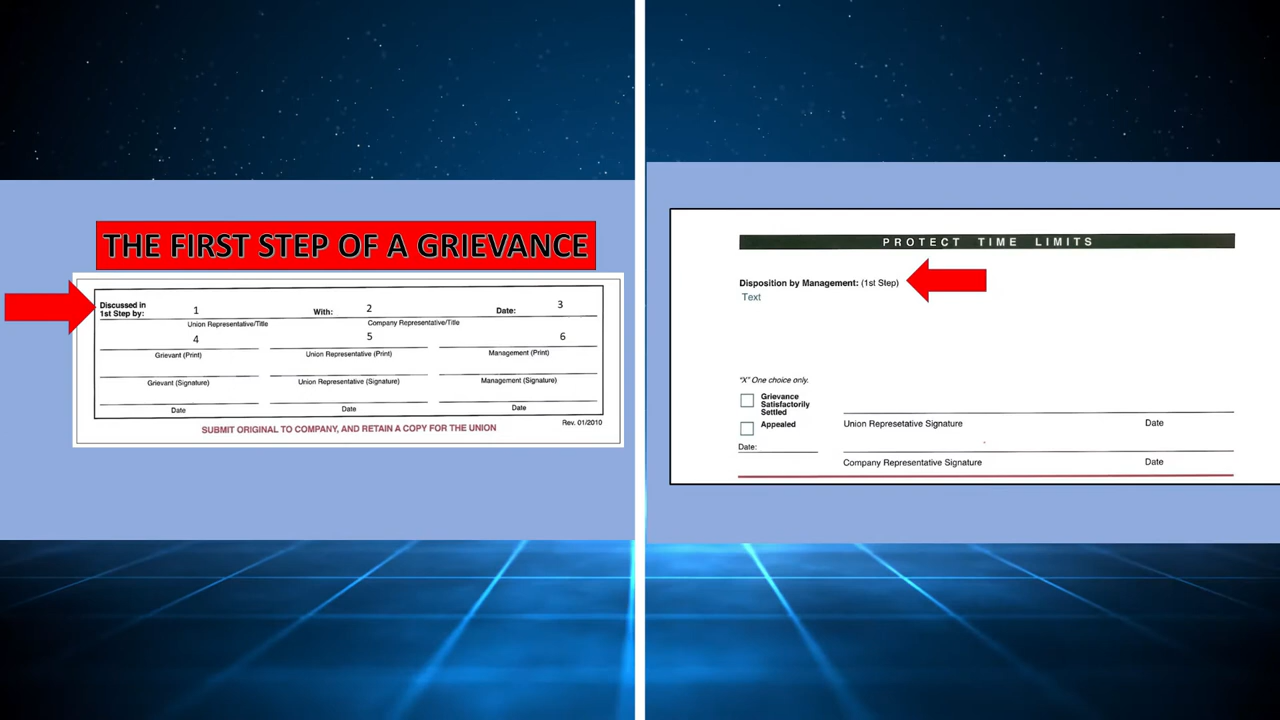 THE FIRST STEP OF A GRIEVANCE
Discussed in
1st Step by:
1
With:
2
Date:
3
Union Representative/Title
Company Representative/Title
4
5
6
Grievant (Print)
Union Representative (Print)
Management (Print)
Grievant (Signature)
Union Representative (Signature)
Management (Signature)
Date
Date
Date
SUBMIT ORIGINAL TO COMPANY, AND RETAIN A COPY FOR THE UNION
Rev. 01/2010
PROTECT TIME LIMITS
Disposition by Management: (1st Step)
Text
"X" One choice only.
Grievance
Satisfactorily
Settled
Appealed
Date:
Union Represetative Signature
Date
Company Representative Signature
Date